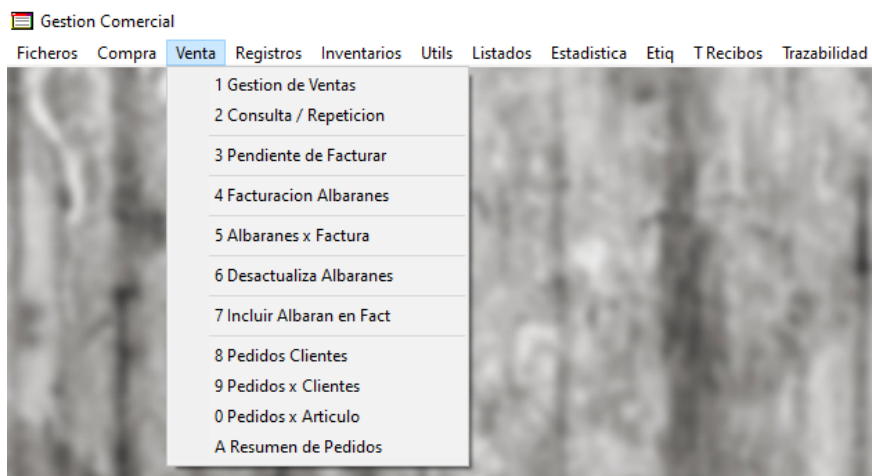 Gestion Comercial
Ficheros Compra Venta Registros Inventarios Utils Listados Estadistica Etiq T Recibos Trazabilidad
1 Gestion de Ventas
2 Consulta / Repeticion
3 Pendiente de Facturar
4 Facturacion Albaranes
5 Albaranes x Factura
6 Desactualiza Albaranes
7 Incluir Albaran en Fact
8 Pedidos Clientes
9 Pedidos x Clientes
0 Pedidos x Articulo
A Resumen de Pedidos